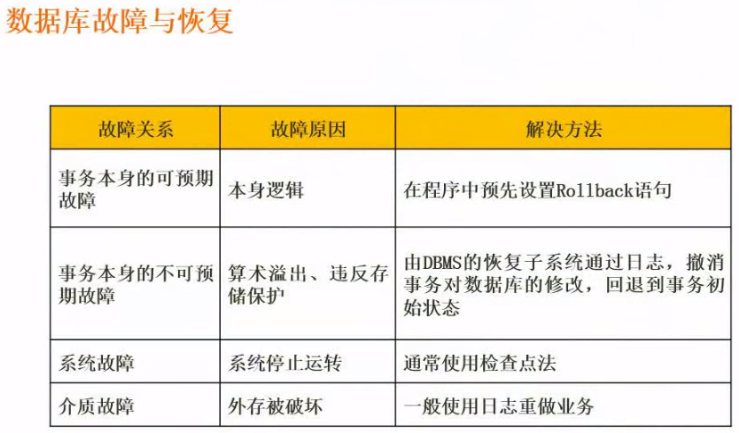 数据库故障与恢复
故障关系 故障原因 解决方法
事务本身的可预期
故障
本身逻辑
在程序中预先设置Rollback语句
事务本身的不可预
期故障
算术溢出、违反存
储保护
由DBMS的恢复子系统通过日志，撤消
事务对数据库的修改，回退到事务初
始状态
系统故障 系统停止运转 通常使用检查点法
介质故障 外存被破坏 一般使用日志重做业务